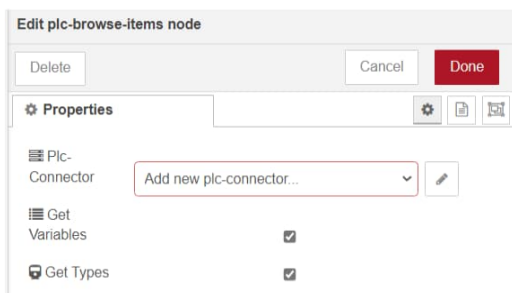 Edit plc-browse-items node
Delete
Cancel
Done
Properties
Plc-
Connector
Add new plc-connector...
Get
Variables
Get Types